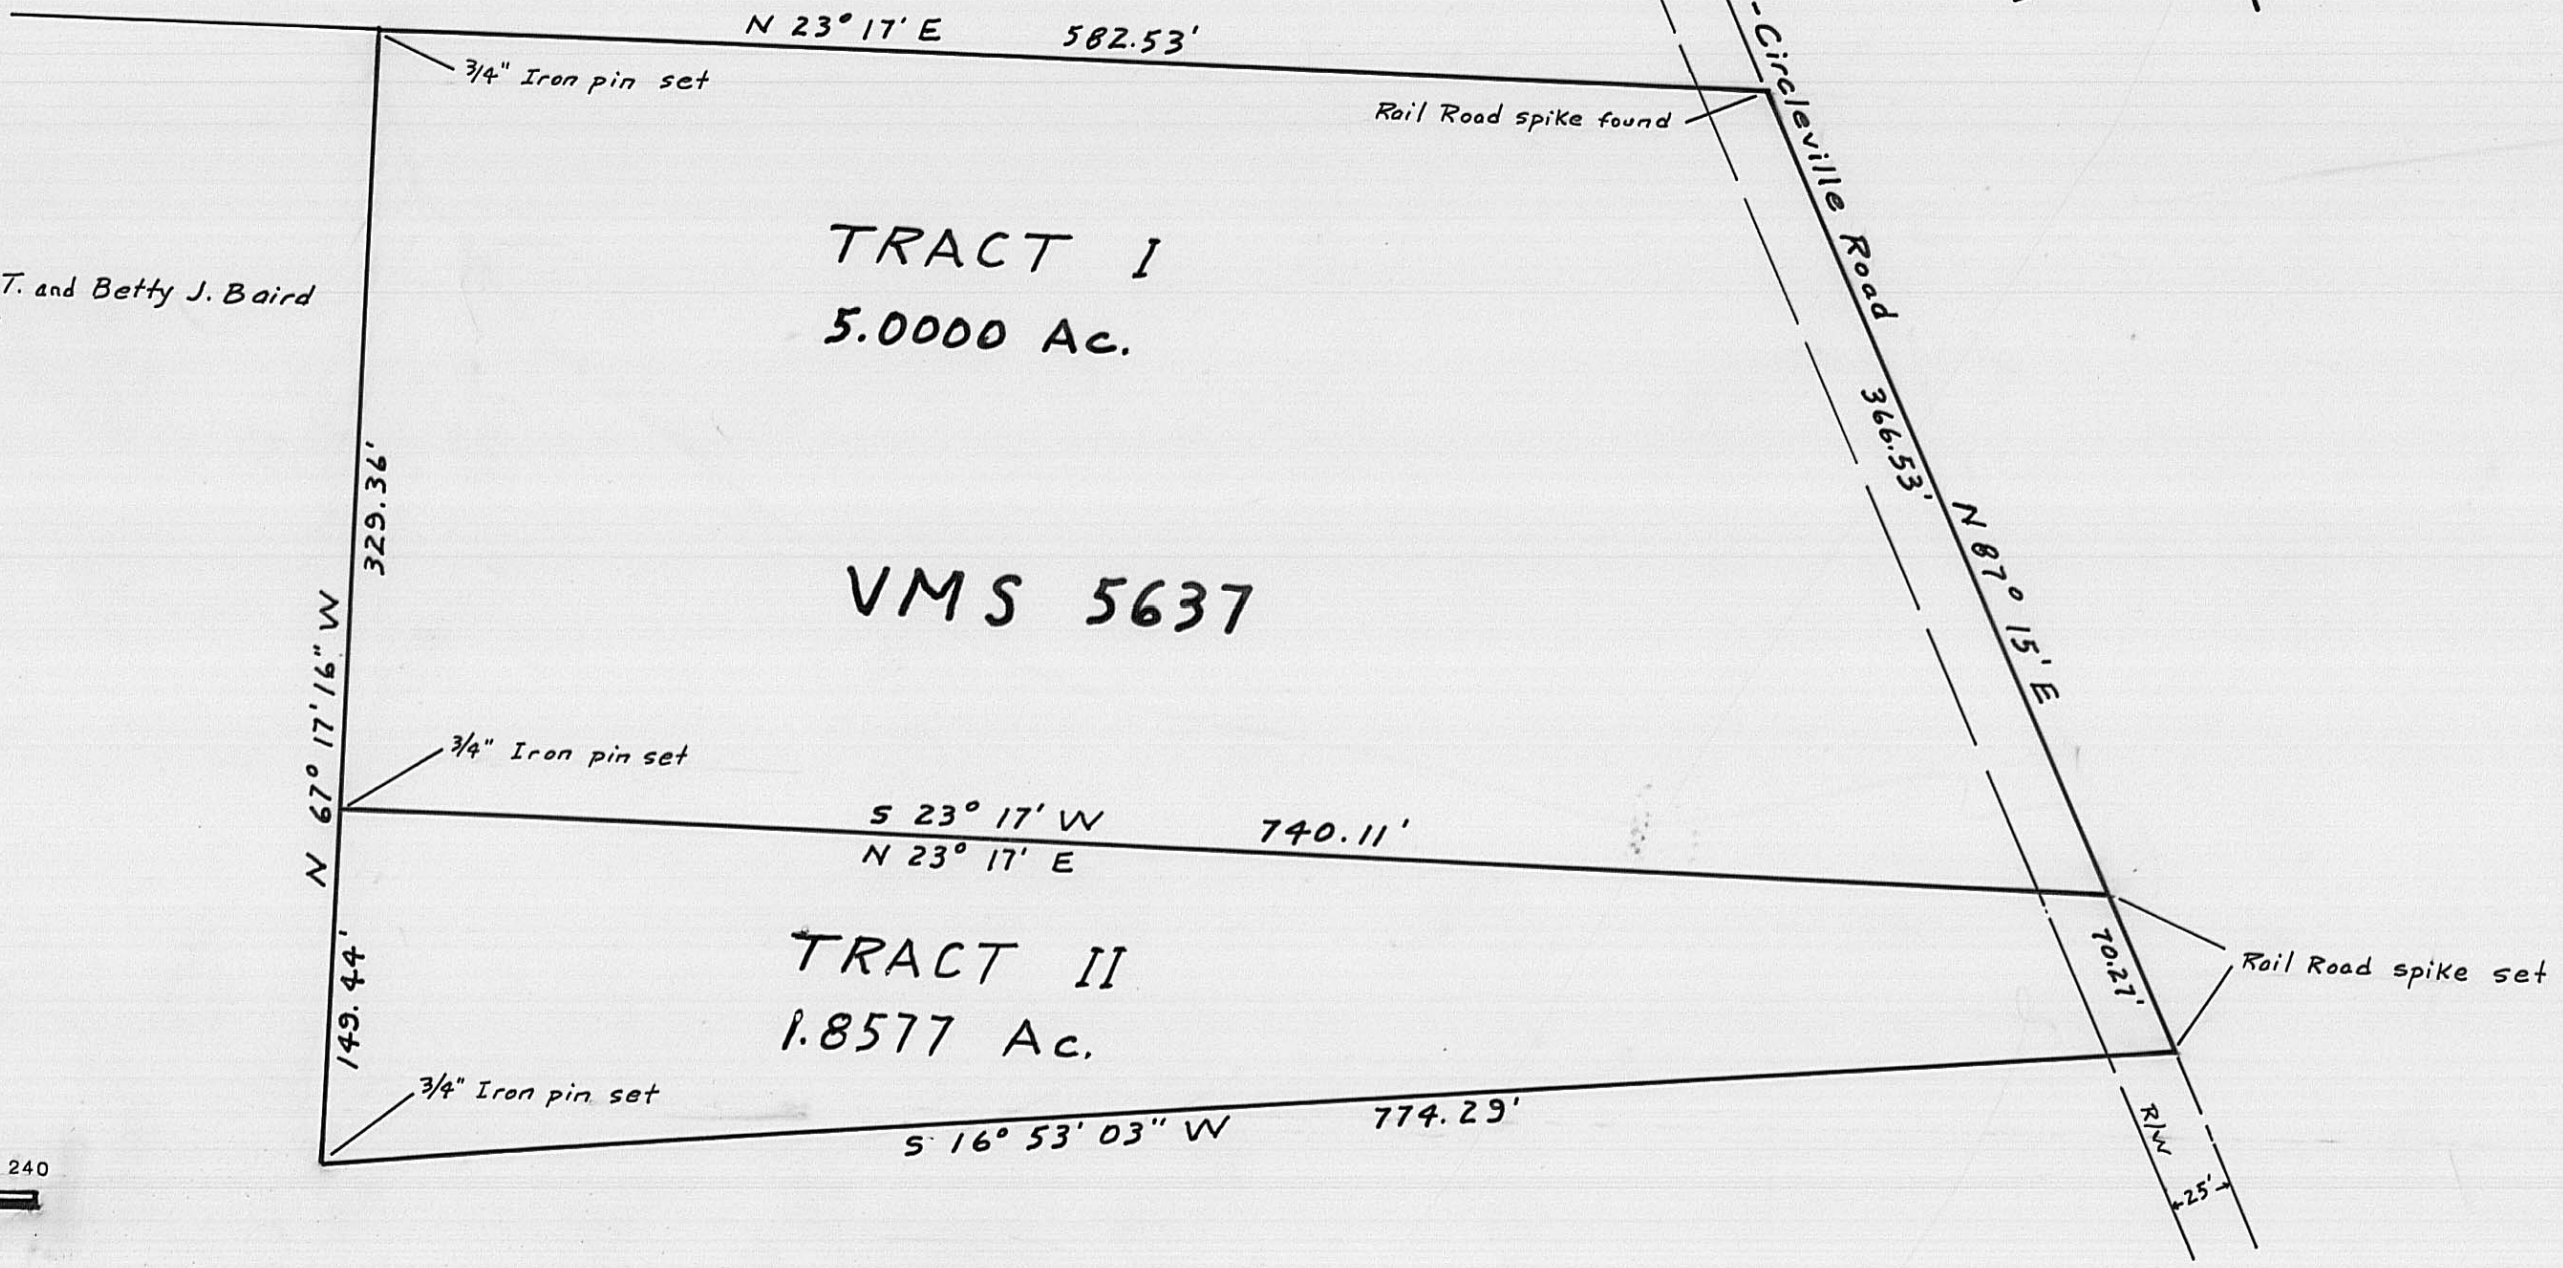 N 23° 17' E 582.53'
3/4" Iron pin set
-Circleville Road
Rail Road spike found
TRACT I
5.0000 Ac.
T. and Betty J. Baird
329.36'
366.53'
N 87° 15' E
VMS 5637
N 67° 17' 16" W
3/4" Iron pin set
S 23° 17' W 740.11'
N 23° 17' E
TRACT II
1.8577 Ac.
149.44'
70.27'
Rail Road spike set
3/4" Iron pin set
S 16° 53' 03" W 774.29'
R/W
25'
240